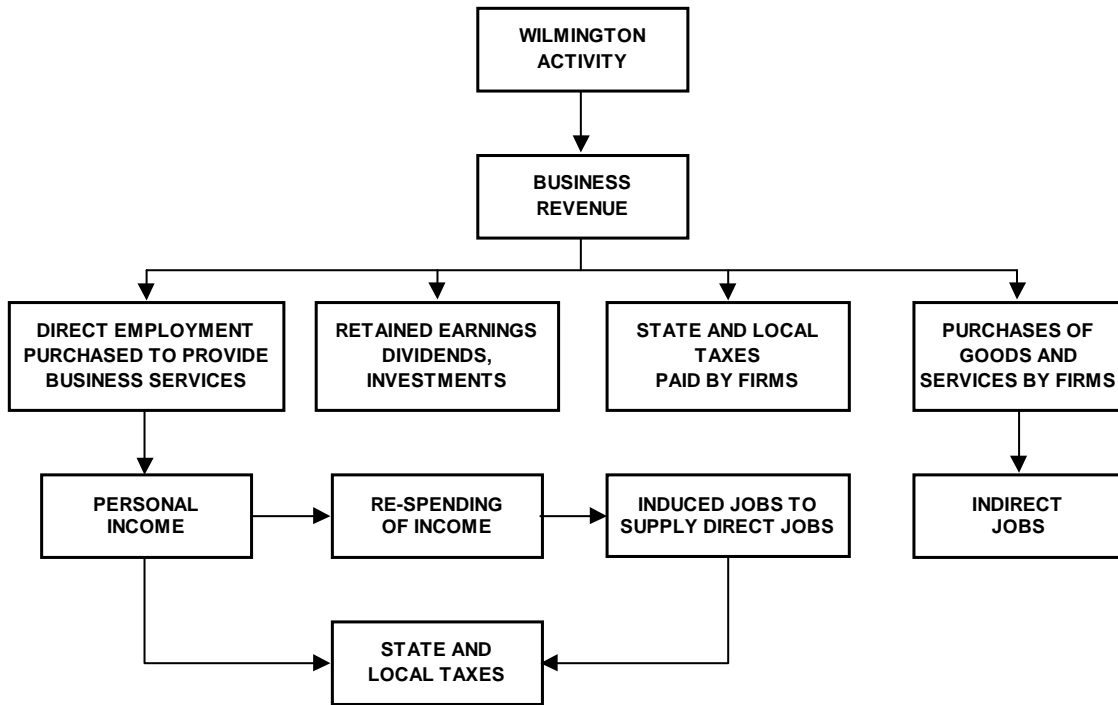 WILMINGTON
ACTIVITY
BUSINESS
REVENUE
DIRECT EMPLOYMENT
PURCHASED TO PROVIDE
BUSINESS SERVICES
RETAINED EARNINGS
DIVIDENDS,
INVESTMENTS
STATE AND LOCAL
TAXES
PAID BY FIRMS
PURCHASES OF
GOODS AND
SERVICES BY FIRMS
PERSONAL
INCOME
RE-SPENDING
OF INCOME
INDUCED JOBS TO
SUPPLY DIRECT JOBS
INDIRECT
JOBS
STATE AND
LOCAL TAXES